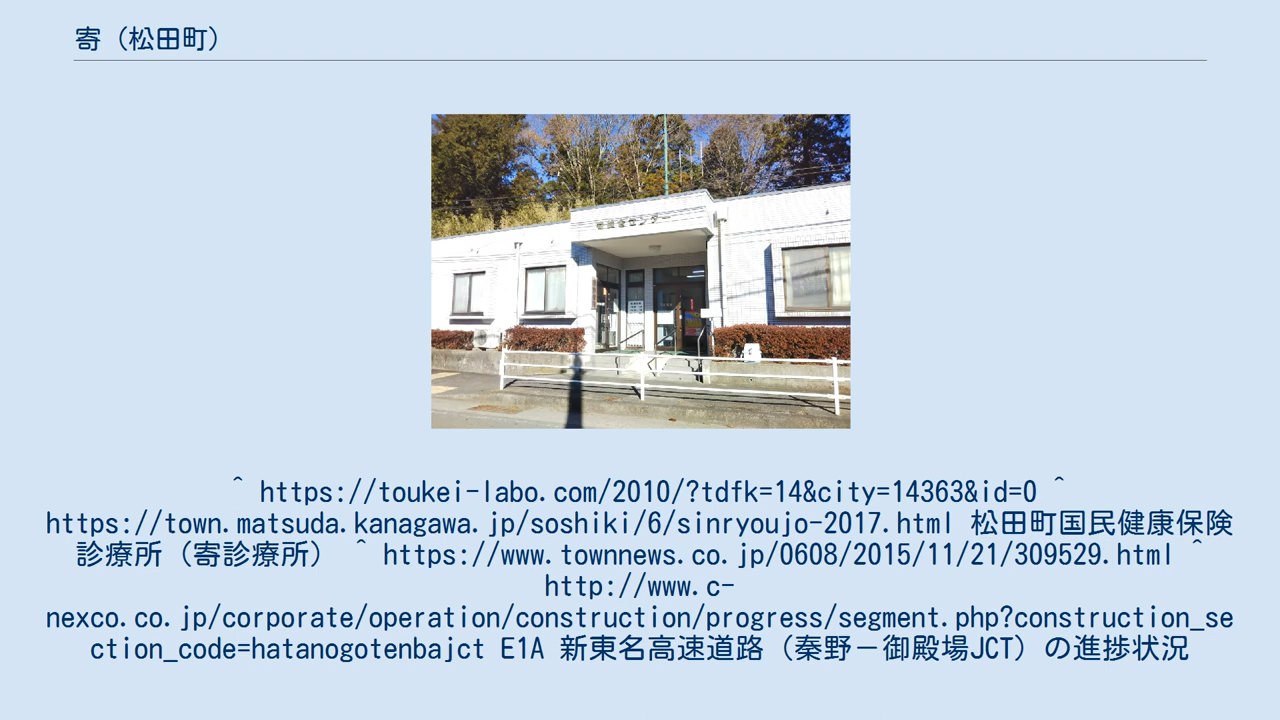 寄（松田町）
^ https://toukei-labo.com/2010/?tdfk=14&city=14363&id=0 ^
https://town.matsuda.kanagawa.jp/soshiki/6/sinryoujo-2017.html 松田町国民健康保険
診療所（寄診療所） ^ https://www.townnews.co.jp/0608/2015/11/21/309529.html ^
http://www.c-
nexco.co.jp/corporate/operation/construction/progress/segment.php?construction_se
ction_code=hatanogotenbajct E1A 新東名高速道路（秦野－御殿場JCT）の進捗状況